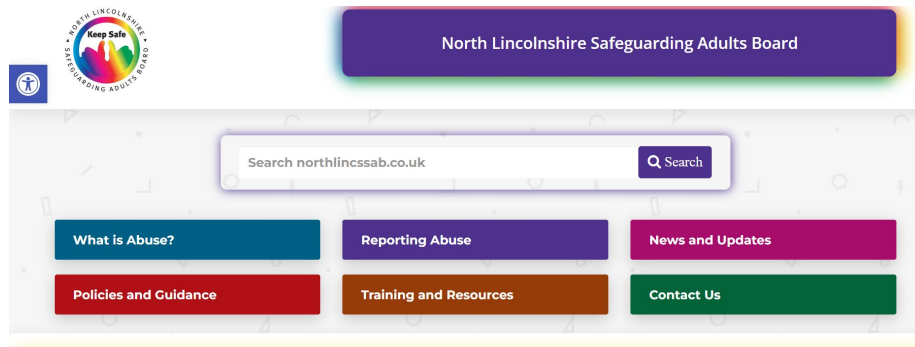 NORTH LINCOLNSHIRE
SAFEGUARDING ADULTS BOARD
Keep Safe
North Lincolnshire Safeguarding Adults Board
Search northlincssab.co.uk
Search
What is Abuse?
Reporting Abuse
News and Updates
Policies and Guidance
Training and Resources
Contact Us